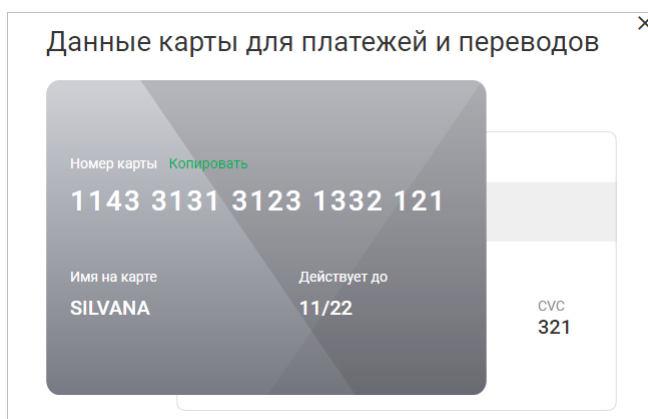 Данные карты для платежей и переводов
Номер карты Копировать
1143 3131 3123 1332 121
Имя на карте Действует до
SILVANA 11/22
CVC
321